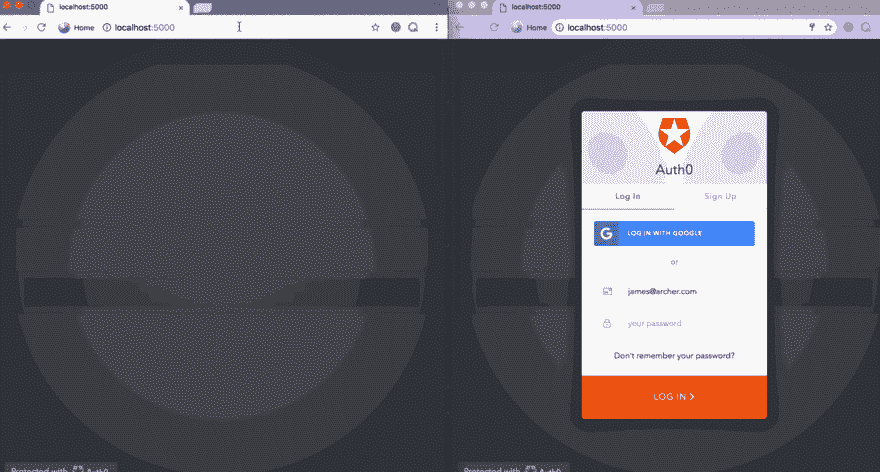 localhost:5000
Home
localhost:5000
Protected with Auth0
localhost:5000
Home
localhost:5000
Auth0
Log In
Sign Up
G
LOG IN WITH GOOGLE
or
james@archer.com
your password
Don't remember your password?
LOG IN >
Protected with Auth0